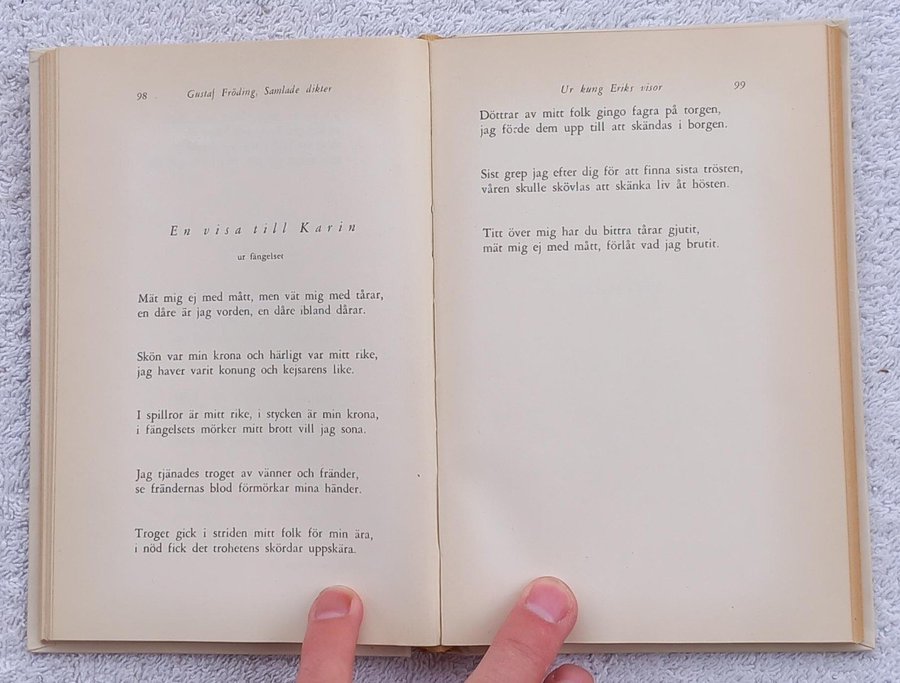 98 Gustaf Fröding, Samlade dikter
En visa till Karin
ur fängelset
Mät mig ej med mått, men vät mig med tårar,
en dåre är jag vorden, en dåre ibland dårar.
Skön var min krona och härligt var mitt rike,
jag haver varit konung och kejsarens like.
I spillror är mitt rike, i stycken är min krona,
i fängelsets mörker mitt brott vill jag sona.
Jag tjänades troget av vänner och fränder,
se frändernas blod förmörkar mina händer.
Troget gick i striden mitt folk för min ära,
i nöd fick det trohetens skördar uppskära.
Ur kung Eriks visor 99
Döttrar av mitt folk gingo fagra på torgen,
jag förde dem upp till att skändas i borgen.
Sist grep jag efter dig för att finna sista trösten,
våren skulle skövlas att skänka liv åt hösten.
Titt över mig har du bittra tårar gjutit,
mät mig ej med mått, förlåt vad jag brutit.